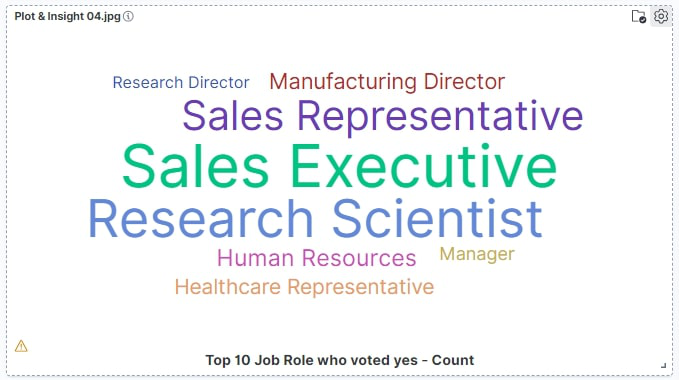 Plot & Insight 04.jpg
Research Director Manufacturing Director
Sales Representative
Sales Executive
Research Scientist
Human Resources Manager
Healthcare Representative
Top 10 Job Role who voted yes - Count